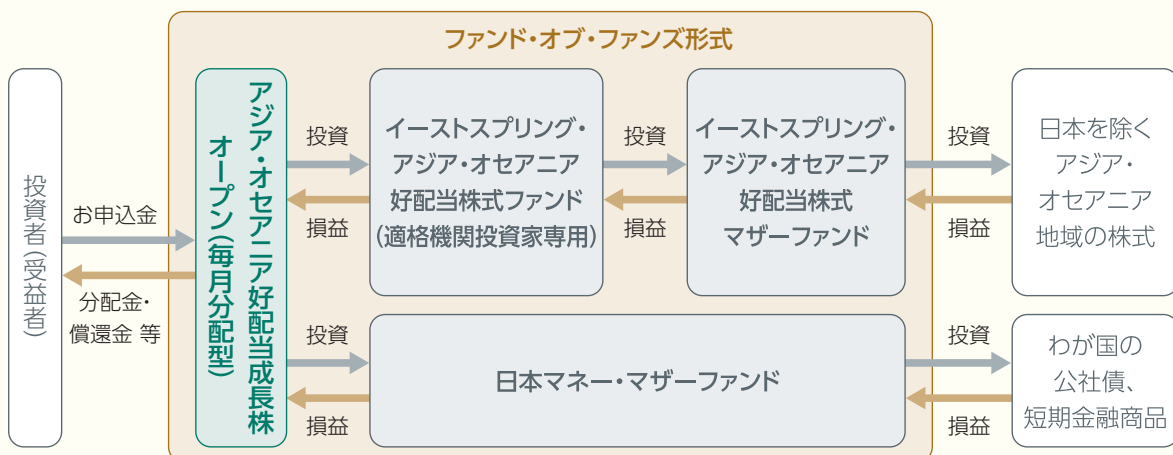 ファンド・オブ・ファンズ形式
投資者(受益者)
お申込金
分配金・
償還金 等
アジア・オセアニア好配当成長株
オープン(毎月分配型)
投資
損益
イーストスプリング・
アジア・オセアニア
好配当株式ファンド
(適格機関投資家専用)
投資
損益
イーストスプリング・
アジア・オセアニア
好配当株式
マザーファンド
投資
損益
日本を除く
アジア・
オセアニア
地域の株式
投資
損益
日本マネー・マザーファンド
投資
損益
わが国の
公社債、
短期金融商品